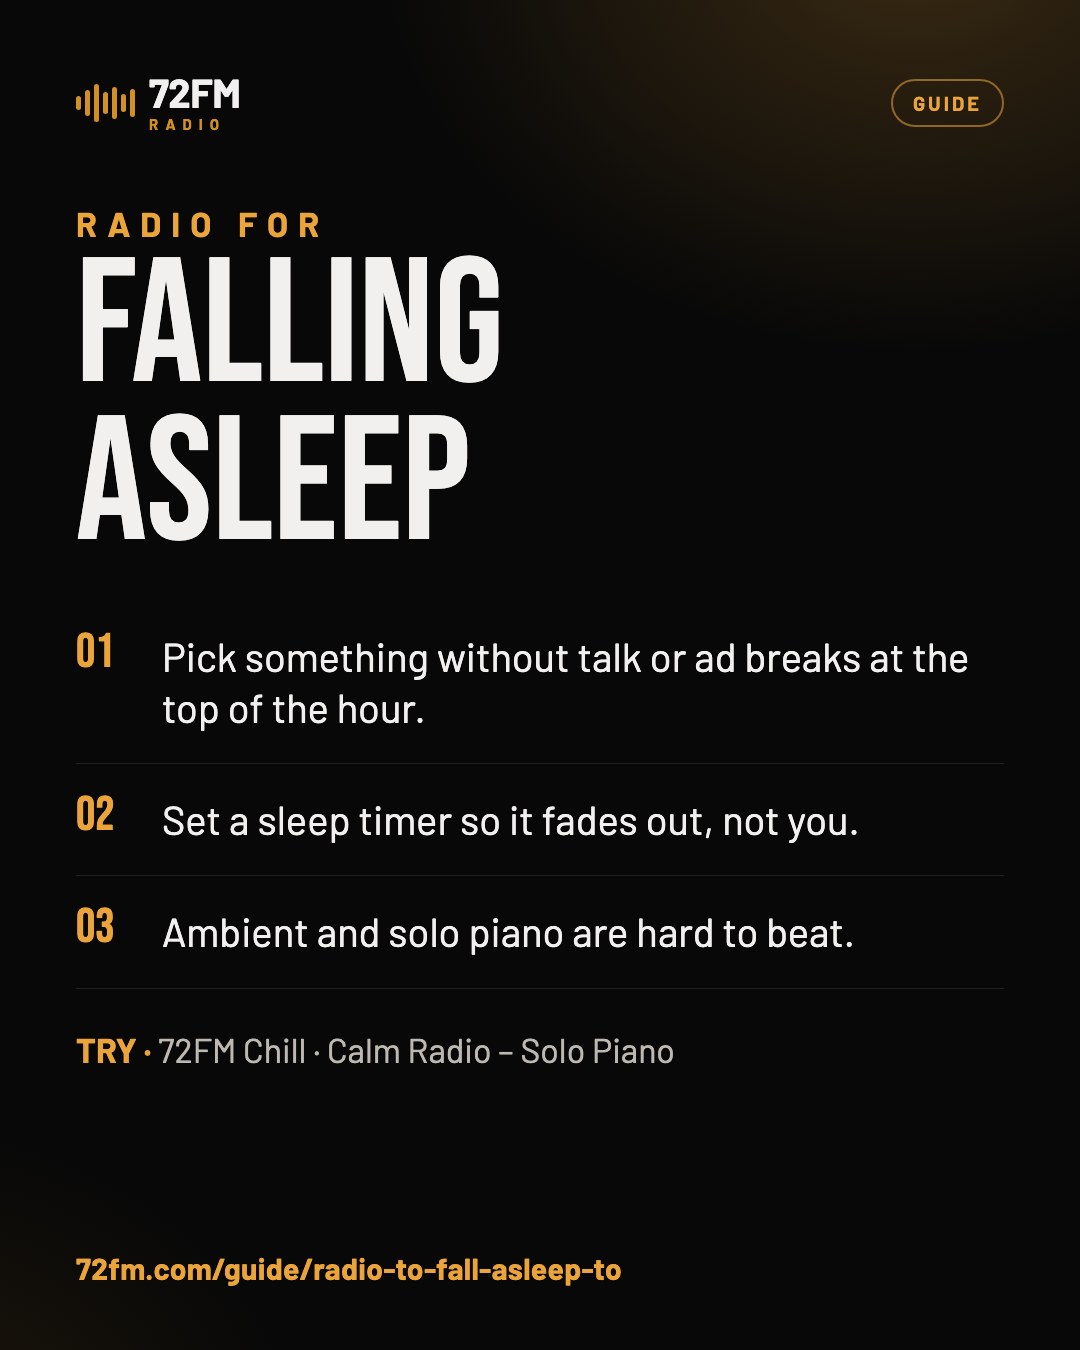 72FM
RADIO
GUIDE
RADIO FOR
FALLING
ASLEEP
01 Pick something without talk or ad breaks at the
top of the hour.
02 Set a sleep timer so it fades out, not you.
03 Ambient and solo piano are hard to beat.
TRY · 72FM Chill · Calm Radio – Solo Piano
72fm.com/guide/radio-to-fall-asleep-to